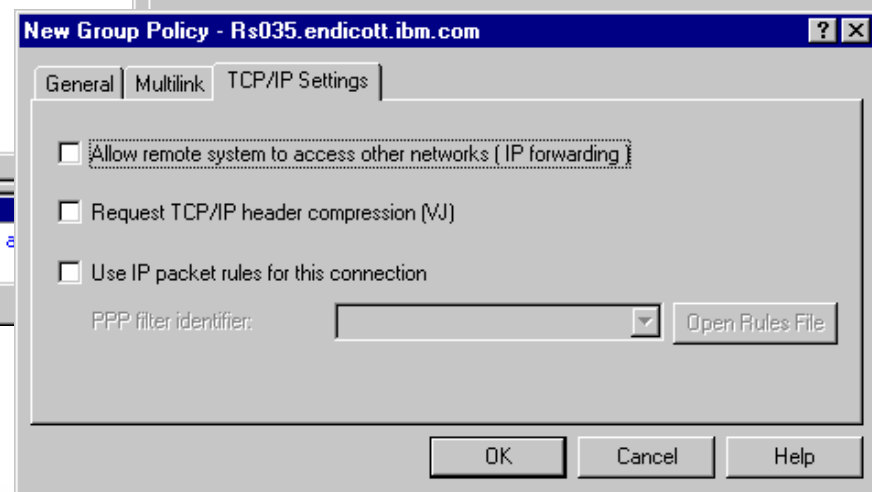 New Group Policy - Rs035.endicott.ibm.com
? X
General Multilink TCP/IP Settings
Allow remote system to access other networks ( IP forwarding )
Request TCP/IP header compression (VJ)
a
Use IP packet rules for this connection
PPP filter identifier: Open Rules File
OK Cancel Help